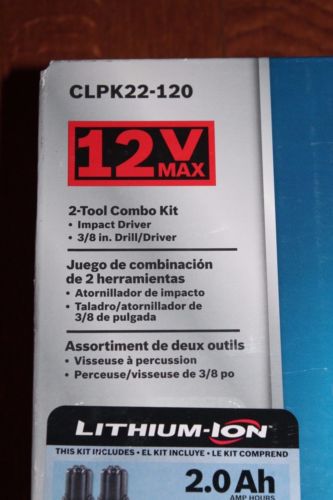 CLPK22-120
12V
MAX
2-Tool Combo Kit
• Impact Driver
• 3/8 in. Drill/Driver
Juego de combinación
de 2 herramientas
• Atornillador de impacto
• Taladro/atornillador de
3/8 de pulgada
Assortiment de deux outils
• Visseuse à percussion
• Perceuse/visseuse de 3/8 po
LITHIUM-ION
THIS KIT INCLUDES • EL KIT INCLUYE • LE KIT COMPREND
2.0 Ah
AMP HOURS